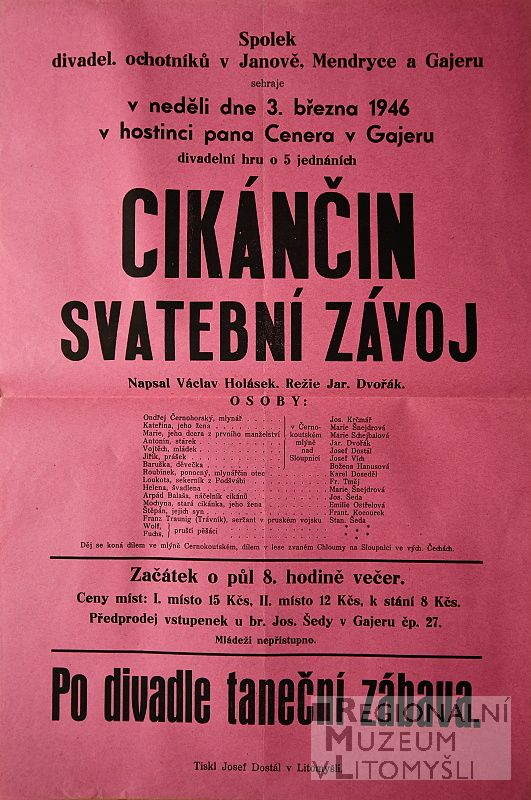 Spolek
divadel. ochotníků v Janově, Mendryce a Gajeru
sehraje
v neděli dne 3. března 1946
v hostinci pana Cenera v Gajeru
divadelní hru o 5 jednáních
CIKÁNČIN
SVATEBNÍ ZÁVOJ
Napsal Václav Holásek. Režie Jar. Dvořák.
OSOBY:
Ondřej Černohorský, mlynář Jos. Krčmář
Kateřina, jeho žena Marie Šnejdrová
Marie, jeho dcera z prvního manželství Marie Schejbalová
Antonín, stárek Jar. Dvořák
Vojtěch, mládek Josef Dostál
Jiřík, prášek Josef Vích
Baruška, děvečka Božena Hanusová
v Černo-
koutském
mlýně
nad
Sloupnicí
Roubínek, ponocný, mlynářčin otec Karel Doseděl
Loukota, sekerník z Podšvábí Fr. Tměj
Helena, švadlena Marie Šnejdrová
Arpád Balaša, náčelník cikánů Jos. Šeda
Mochyna, stará cikánka, jeho žena Emilie Ostřelová
Štěpán, jejich syn Frant. Kocourek
Franz Traunig (Trávník), seržant v pruském vojsku Stan. Šeda
Wolf, } pruští pěšáci * * *
Fuchs, * * *
Děj se koná dílem ve mlýně Černokoutském, dílem v lese zvaném Chloumy na Sloupnici ve vých. Čechách.
Začátek o půl 8. hodině večer.
Ceny míst: I. místo 15 Kčs, II. místo 12 Kčs, k stání 8 Kčs.
Předprodej vstupenek u br. Jos. Šedy v Gajeru čp. 27.
Mládeži nepřístupno.
Po divadle taneční zábava.
REGIONÁLNÍ
MUZEUM
V LITOMYŠLI
Tiskl Josef Dostál v Litomyšli.